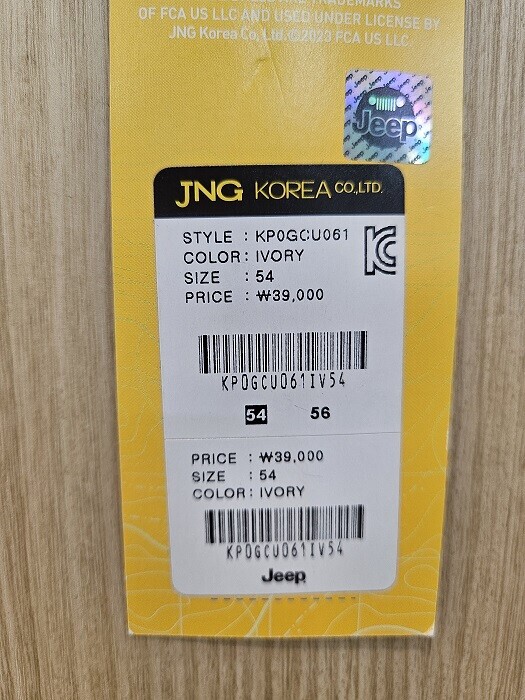 TRADEMARKS
OF FCA US LLC AND USED UNDER LICENSE BY
JNG Korea Co, Ltd. ©2023 FCA US LLC.
Jeep
JNG KOREA CO.,LTD.
STYLE : KP0GCU061
COLOR : IVORY
SIZE : 54
PRICE : ₩39,000
KP0GCU061IV54
54 56
PRICE : ₩39,000
SIZE : 54
COLOR : IVORY
KP0GCU061IV54
Jeep